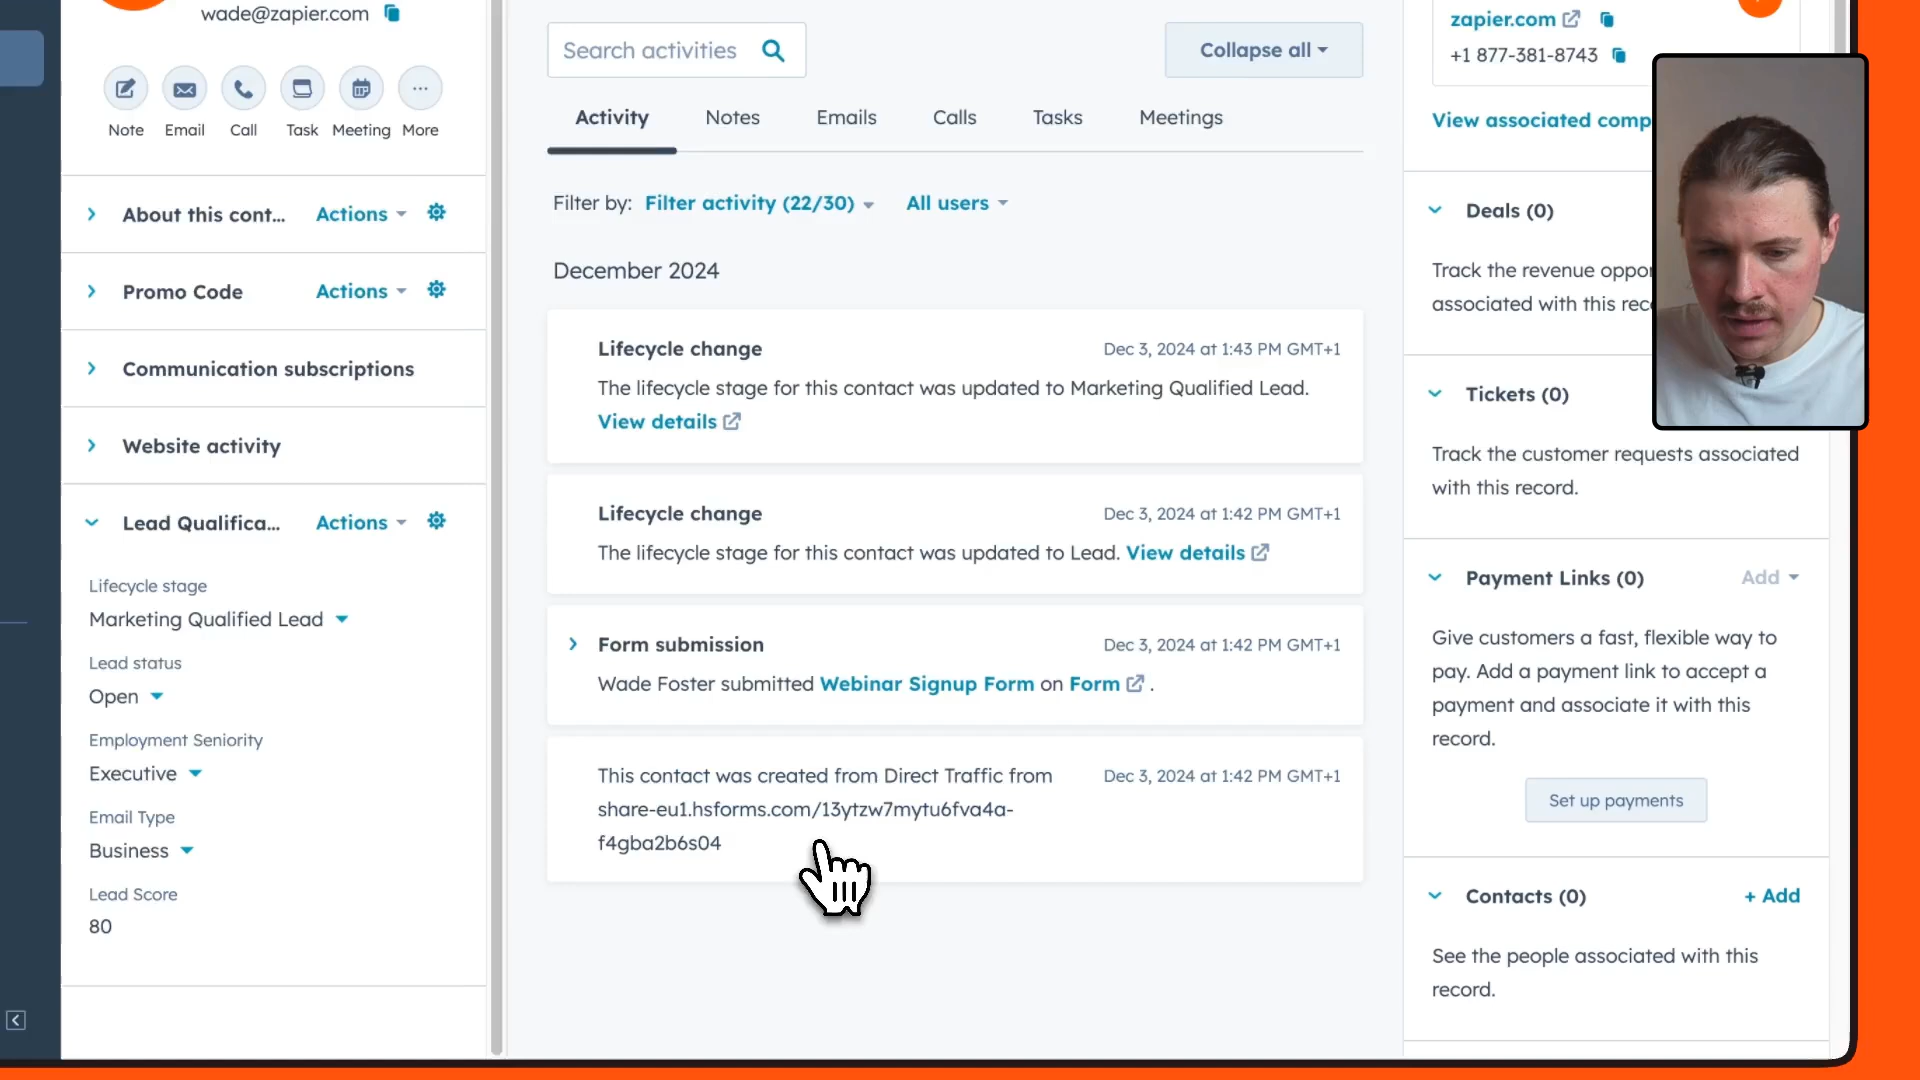 wade@zapier.com
Note
Email
Call
Task
Meeting
More
About this cont...
Actions
Promo Code
Actions
Communication subscriptions
Website activity
Lead Qualifica...
Actions
Lifecycle stage
Marketing Qualified Lead
Lead status
Open
Employment Seniority
Executive
Email Type
Business
Lead Score
80
Search activities
Collapse all
Activity
Notes
Emails
Calls
Tasks
Meetings
Filter by: Filter activity (22/30)
All users
December 2024
Lifecycle change
Dec 3, 2024 at 1:43 PM GMT+1
The lifecycle stage for this contact was updated to Marketing Qualified Lead.
View details
Lifecycle change
Dec 3, 2024 at 1:42 PM GMT+1
The lifecycle stage for this contact was updated to Lead. View details
Form submission
Dec 3, 2024 at 1:42 PM GMT+1
Wade Foster submitted Webinar Signup Form on Form .
This contact was created from Direct Traffic from
Dec 3, 2024 at 1:42 PM GMT+1
share-eu1.hsforms.com/13ytzw7mytu6fva4a-
f4gba2b6s04
zapier.com
+1 877-381-8743
View associated comp
Deals (0)
Track the revenue oppor
associated with this rec
Tickets (0)
Track the customer requests associated
with this record.
Payment Links (0)
Add
Give customers a fast, flexible way to
pay. Add a payment link to accept a
payment and associate it with this
record.
Set up payments
Contacts (0)
+ Add
See the people associated with this
record.